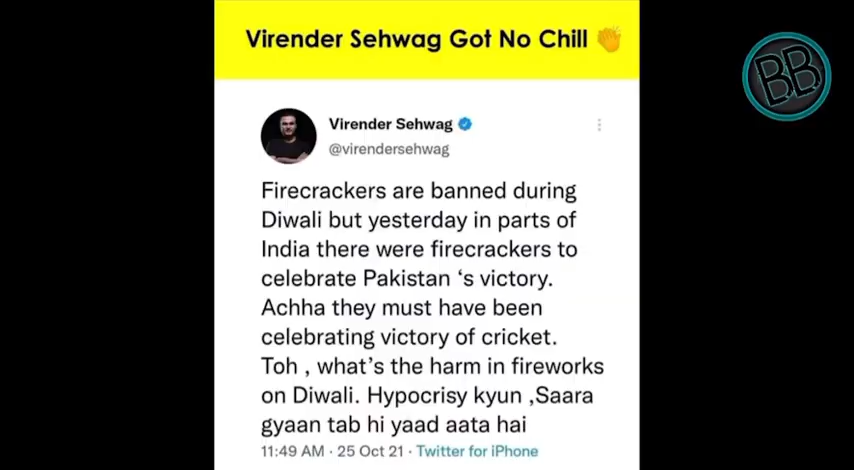 Virender Sehwag Got No Chill 👏
BB
Virender Sehwag
@virendersehwag
Firecrackers are banned during
Diwali but yesterday in parts of
India there were firecrackers to
celebrate Pakistan ‘s victory.
Achha they must have been
celebrating victory of cricket.
Toh , what’s the harm in fireworks
on Diwali. Hypocrisy kyun ,Saara
gyaan tab hi yaad aata hai
11:49 AM · 25 Oct 21 · Twitter for iPhone